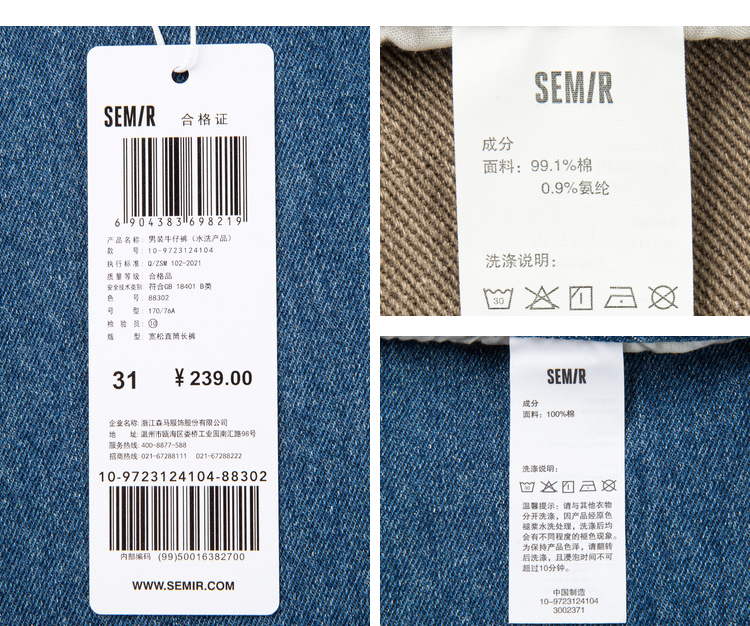 SEMIR 合格证
6 904383 698219
产品名称: 男装牛仔裤（水洗产品）
款 号: 10-9723124104
执行标准: Q/ZSM 102-2021
质量等级: 合格品
安全技术类别: 符合GB 18401 B类
色 号: 88302
号 型: 170/76A
检 验 员: 10
版 型: 宽松直筒长裤
31 ¥239.00
企业名称: 浙江森马服饰股份有限公司
地 址: 温州市瓯海区娄桥工业园南汇路98号
服务热线: 400-8877-588
招商热线: 021-67288111 021-67288222
10-9723124104-88302
内部编码 (99)50016382700
WWW.SEMIR.COM
SEMIR
成分
面料: 99.1%棉
0.9%氨纶
洗涤说明:
30
SEMIR
成分
面料: 100%棉
洗涤说明:
30
温馨提示: 请与其他衣物
分开洗涤, 因产品经原色
褪浆水洗处理, 洗涤后均
会有不同程度的褪色现象。
为保持产品色泽, 请翻转
后洗涤, 且浸泡时间不可
超过10分钟。
中国制造
10-9723124104
3002371